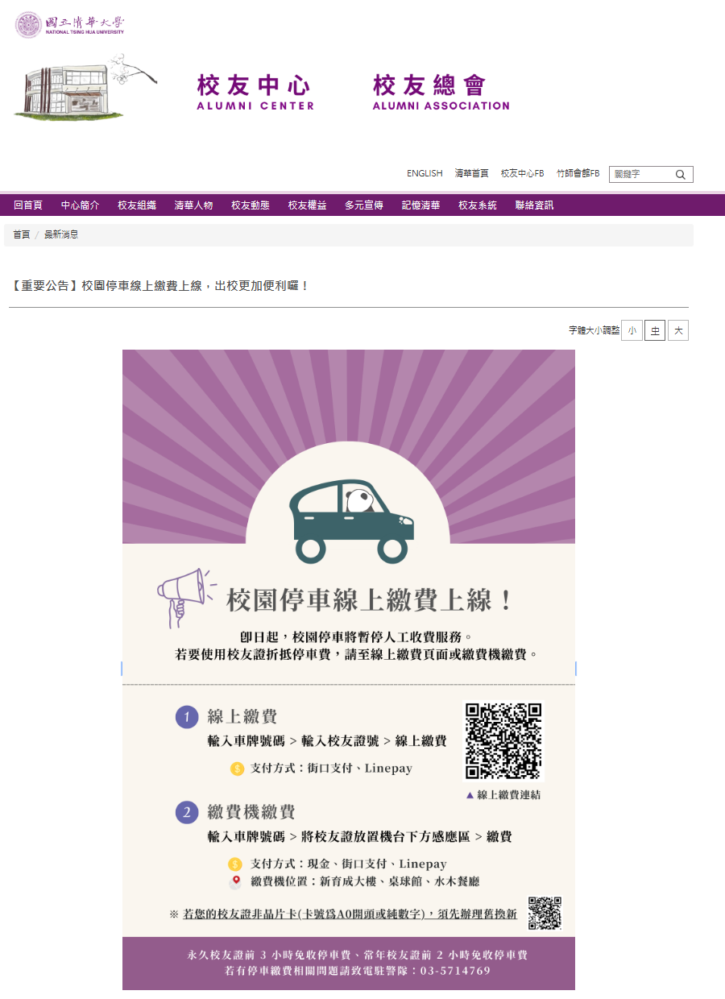 國立清華大學
NATIONAL TSING HUA UNIVERSITY
校友中心 校友總會
ALUMNI CENTER ALUMNI ASSOCIATION
ENGLISH 清華首頁 校友中心FB 竹師會館FB 關鍵字
回首頁 中心簡介 校友組織 清華人物 校友動態 校友權益 多元宣傳 記憶清華 校友系統 聯絡資訊
首頁 / 最新消息
【重要公告】校園停車線上繳費上線，出校更加便利囉！
字體大小調整 小 中 大
校園停車線上繳費上線！
即日起，校園停車將暫停人工收費服務。
若要使用校友證折抵停車費，請至線上繳費頁面或繳費機繳費。
1 線上繳費
輸入車牌號碼 > 輸入校友證號 > 線上繳費
$ 支付方式：街口支付、Linepay
▲ 線上繳費連結
2 繳費機繳費
輸入車牌號碼 > 將校友證放置機台下方感應區 > 繳費
$ 支付方式：現金、街口支付、Linepay
繳費機位置：新育成大樓、桌球館、水木餐廳
※ 若您的校友證非晶片卡(卡號為A0開頭或純數字)，須先辦理舊換新
永久校友證前 3 小時免收停車費、常年校友證前 2 小時免收停車費
若有停車繳費相關問題請致電駐警隊：03-5714769